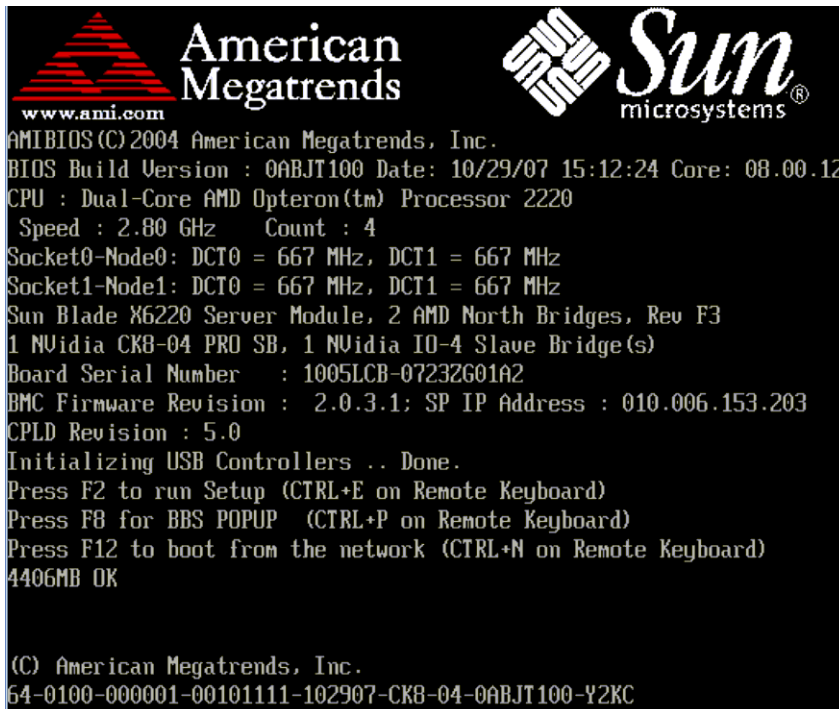 American
Megatrends
www.ami.com
Sun®
microsystems
AMIBIOS(C)2004 American Megatrends, Inc.
BIOS Build Version : 0ABJT100 Date: 10/29/07 15:12:24 Core: 08.00.12
CPU : Dual-Core AMD Opteron(tm) Processor 2220
Speed : 2.80 GHz Count : 4
Socket0-Node0: DCT0 = 667 MHz, DCT1 = 667 MHz
Socket1-Node1: DCT0 = 667 MHz, DCT1 = 667 MHz
Sun Blade X6220 Server Module, 2 AMD North Bridges, Rev F3
1 NVidia CK8-04 PRO SB, 1 NVidia IO-4 Slave Bridge(s)
Board Serial Number : 1005LCB-0723ZG01A2
BMC Firmware Revision : 2.0.3.1; SP IP Address : 010.006.153.203
CPLD Revision : 5.0
Initializing USB Controllers .. Done.
Press F2 to run Setup (CTRL+E on Remote Keyboard)
Press F8 for BBS POPUP (CTRL+P on Remote Keyboard)
Press F12 to boot from the network (CTRL+N on Remote Keyboard)
4406MB OK
(C) American Megatrends, Inc.
64-0100-000001-00101111-102907-CK8-04-0ABJT100-Y2KC